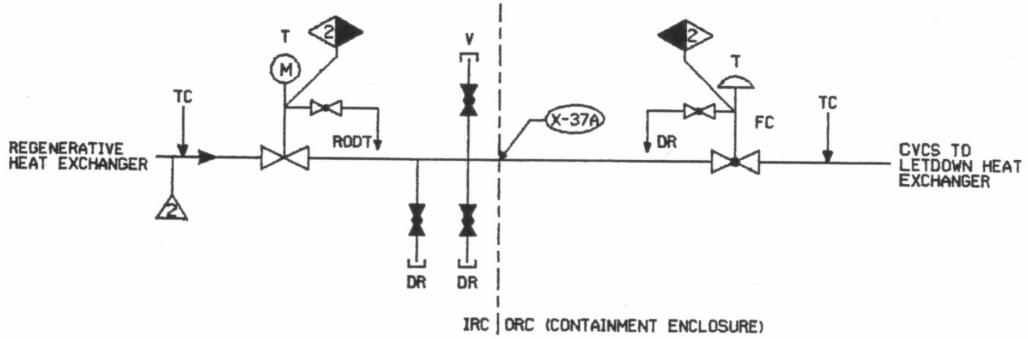 2
2
T
V
T
M
TC
X-37A
TC
RODT
DR
FC
REGENERATIVE
HEAT EXCHANGER
CVCS TO
LETDOWN HEAT
EXCHANGER
2
DR
DR
IRC
ORC (CONTAINMENT ENCLOSURE)